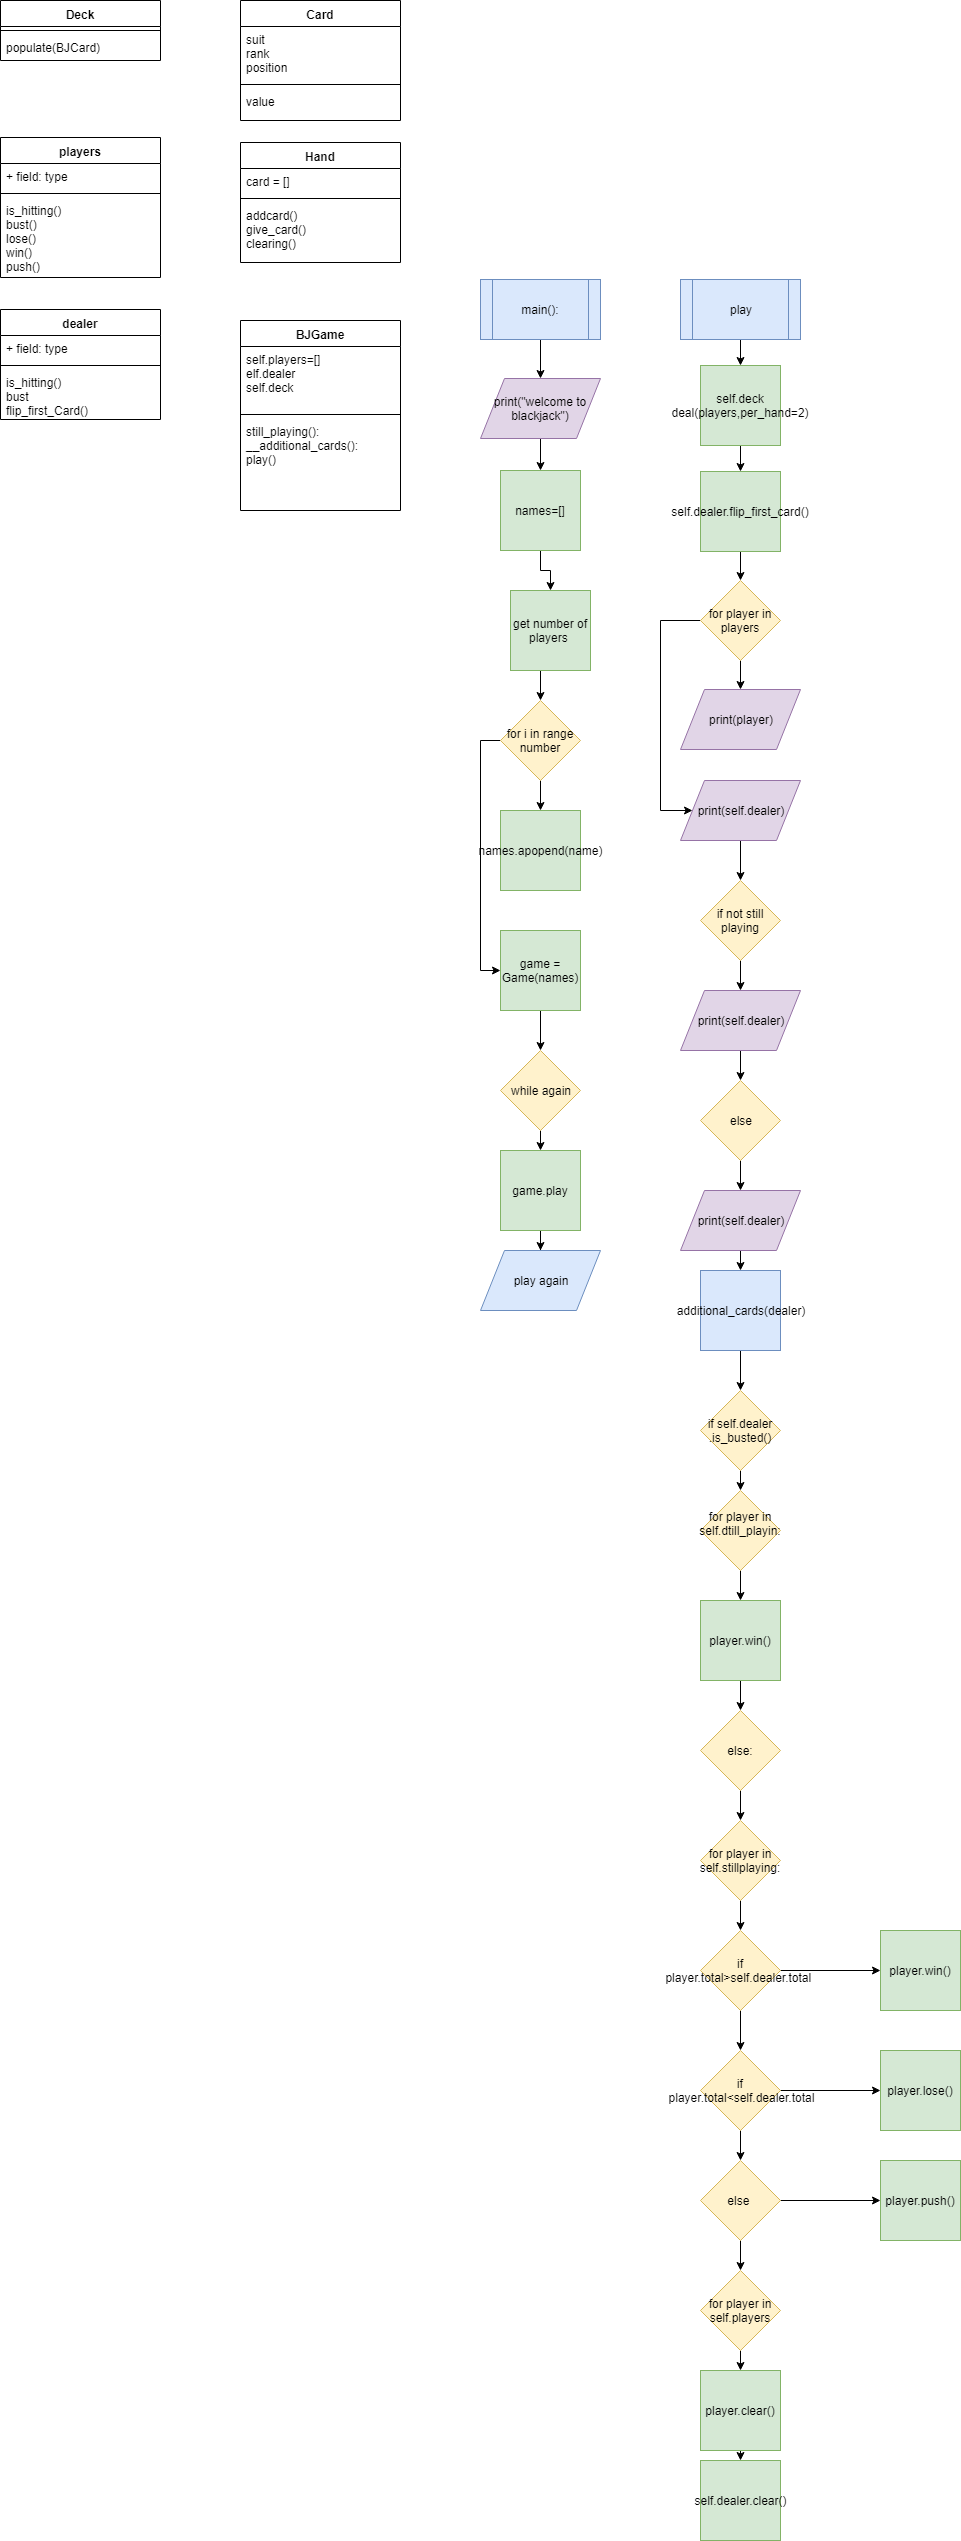 Deck
populate(BJCard)
Card
suit
rank
position
value
players
+ field: type
is_hitting()
bust()
lose()
win()
push()
Hand
card = []
addcard()
give_card()
clearing()
dealer
+ field: type
is_hitting()
bust
flip_first_Card()
BJGame
self.players=[]
elf.dealer
self.deck
still_playing():
__additional_cards():
play()
main():
print("welcome to
blackjack")
names=[]
get number of
players
for i in range
number
names.apopend(name)
game =
Game(names)
while again
game.play
play again
play
self.deck
deal(players,per_hand=2)
self.dealer.flip_first_card()
for player in
players
print(player)
print(self.dealer)
if not still
playing
print(self.dealer)
else
print(self.dealer)
additional_cards(dealer)
if self.dealer
.is_busted()
for player in
self.dtill_playin:
player.win()
else:
for player in
self.stillplaying:
if
player.total>self.dealer.total
player.win()
if
player.total<self.dealer.total
player.lose()
else
player.push()
for player in
self.players
player.clear()
self.dealer.clear()